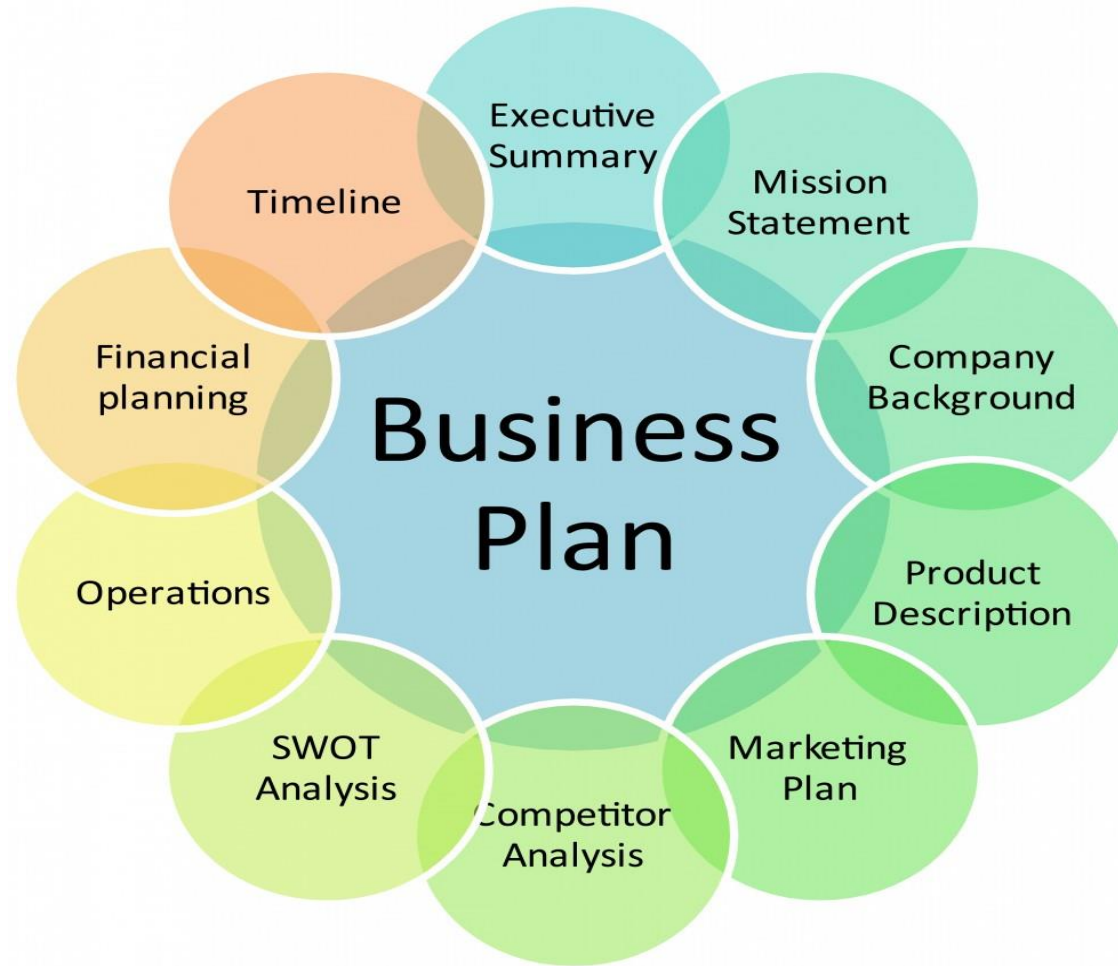 Executive
Summary
Mission
Statement
Company
Background
Product
Description
Marketing
Plan
Competitor
Analysis
SWOT
Analysis
Operations
Financial
planning
Timeline
Business
Plan